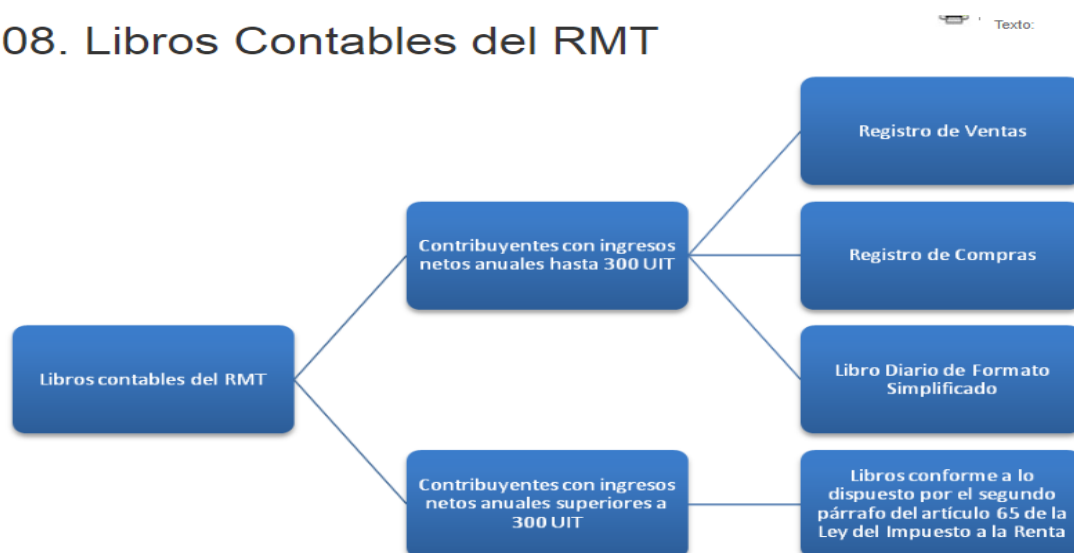 08. Libros Contables del RMT
Texto:
Registro de Ventas
Contribuyentes con ingresos
netos anuales hasta 300 UIT
Registro de Compras
Libros contables del RMT
Libro Diario de Formato
Simplificado
Contribuyentes con ingresos
netos anuales superiores a
300 UIT
Libros conforme a lo
dispuesto por el segundo
párrafo del artículo 65 de la
Ley del Impuesto a la Renta